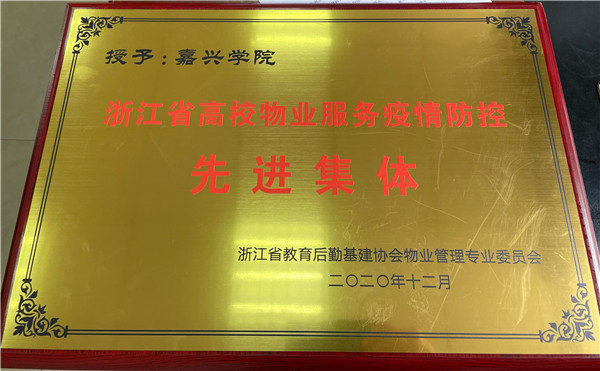 授予：嘉兴学院
浙江省高校物业服务疫情防控
先进集体
浙江省教育后勤基建协会物业管理专业委员会
二〇二〇年十二月